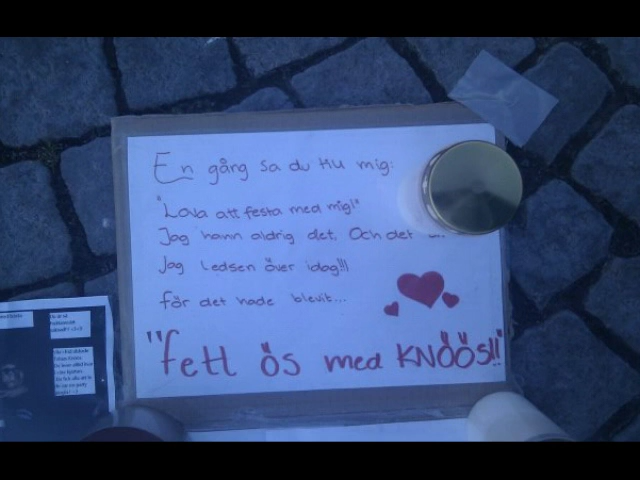 En gång sa du till mig:
"Lova att festa med mig!"
Jag hann aldrig det. Och det
Jag ledsen över idag!!!
för det hade blevit...
"fett ös med KNÖÖS!!"